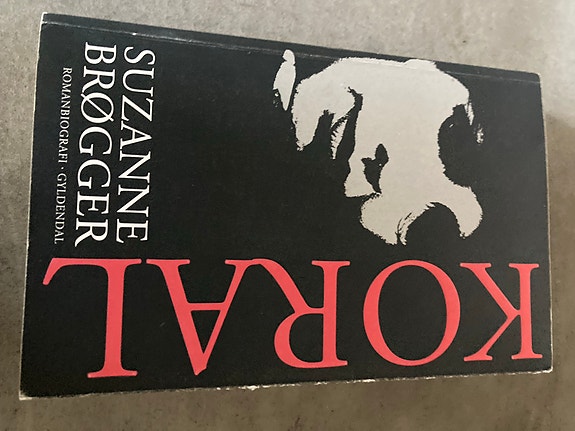 KORAL
SUZANNE
BRØGGER
ROMANBIOGRAFI · GYLDENDAL